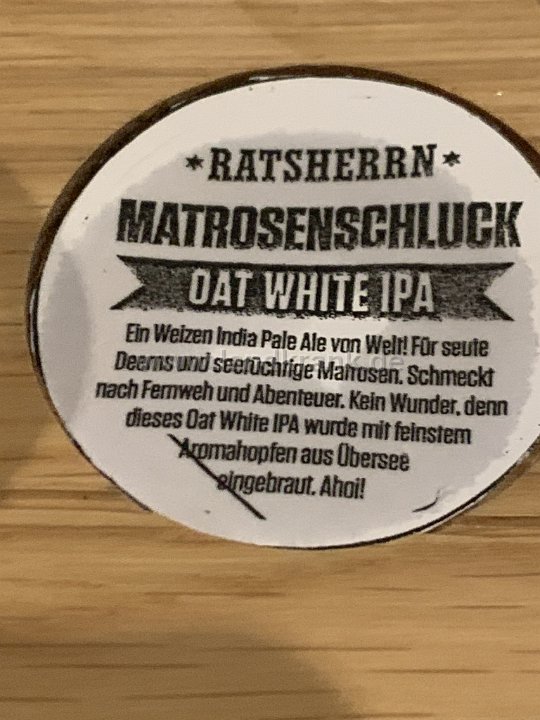 *RATSHERRN*
MATROSENSCHLUCK
OAT WHITE IPA
Ein Weizen India Pale Ale von Welt! Für seute
Deerns und seetüchtige Matrosen. Schmeckt
nach Fernweh und Abenteuer. Kein Wunder, denn
dieses Oat White IPA wurde mit feinstem
Aromahopfen aus Übersee
eingebraut. Ahoi!